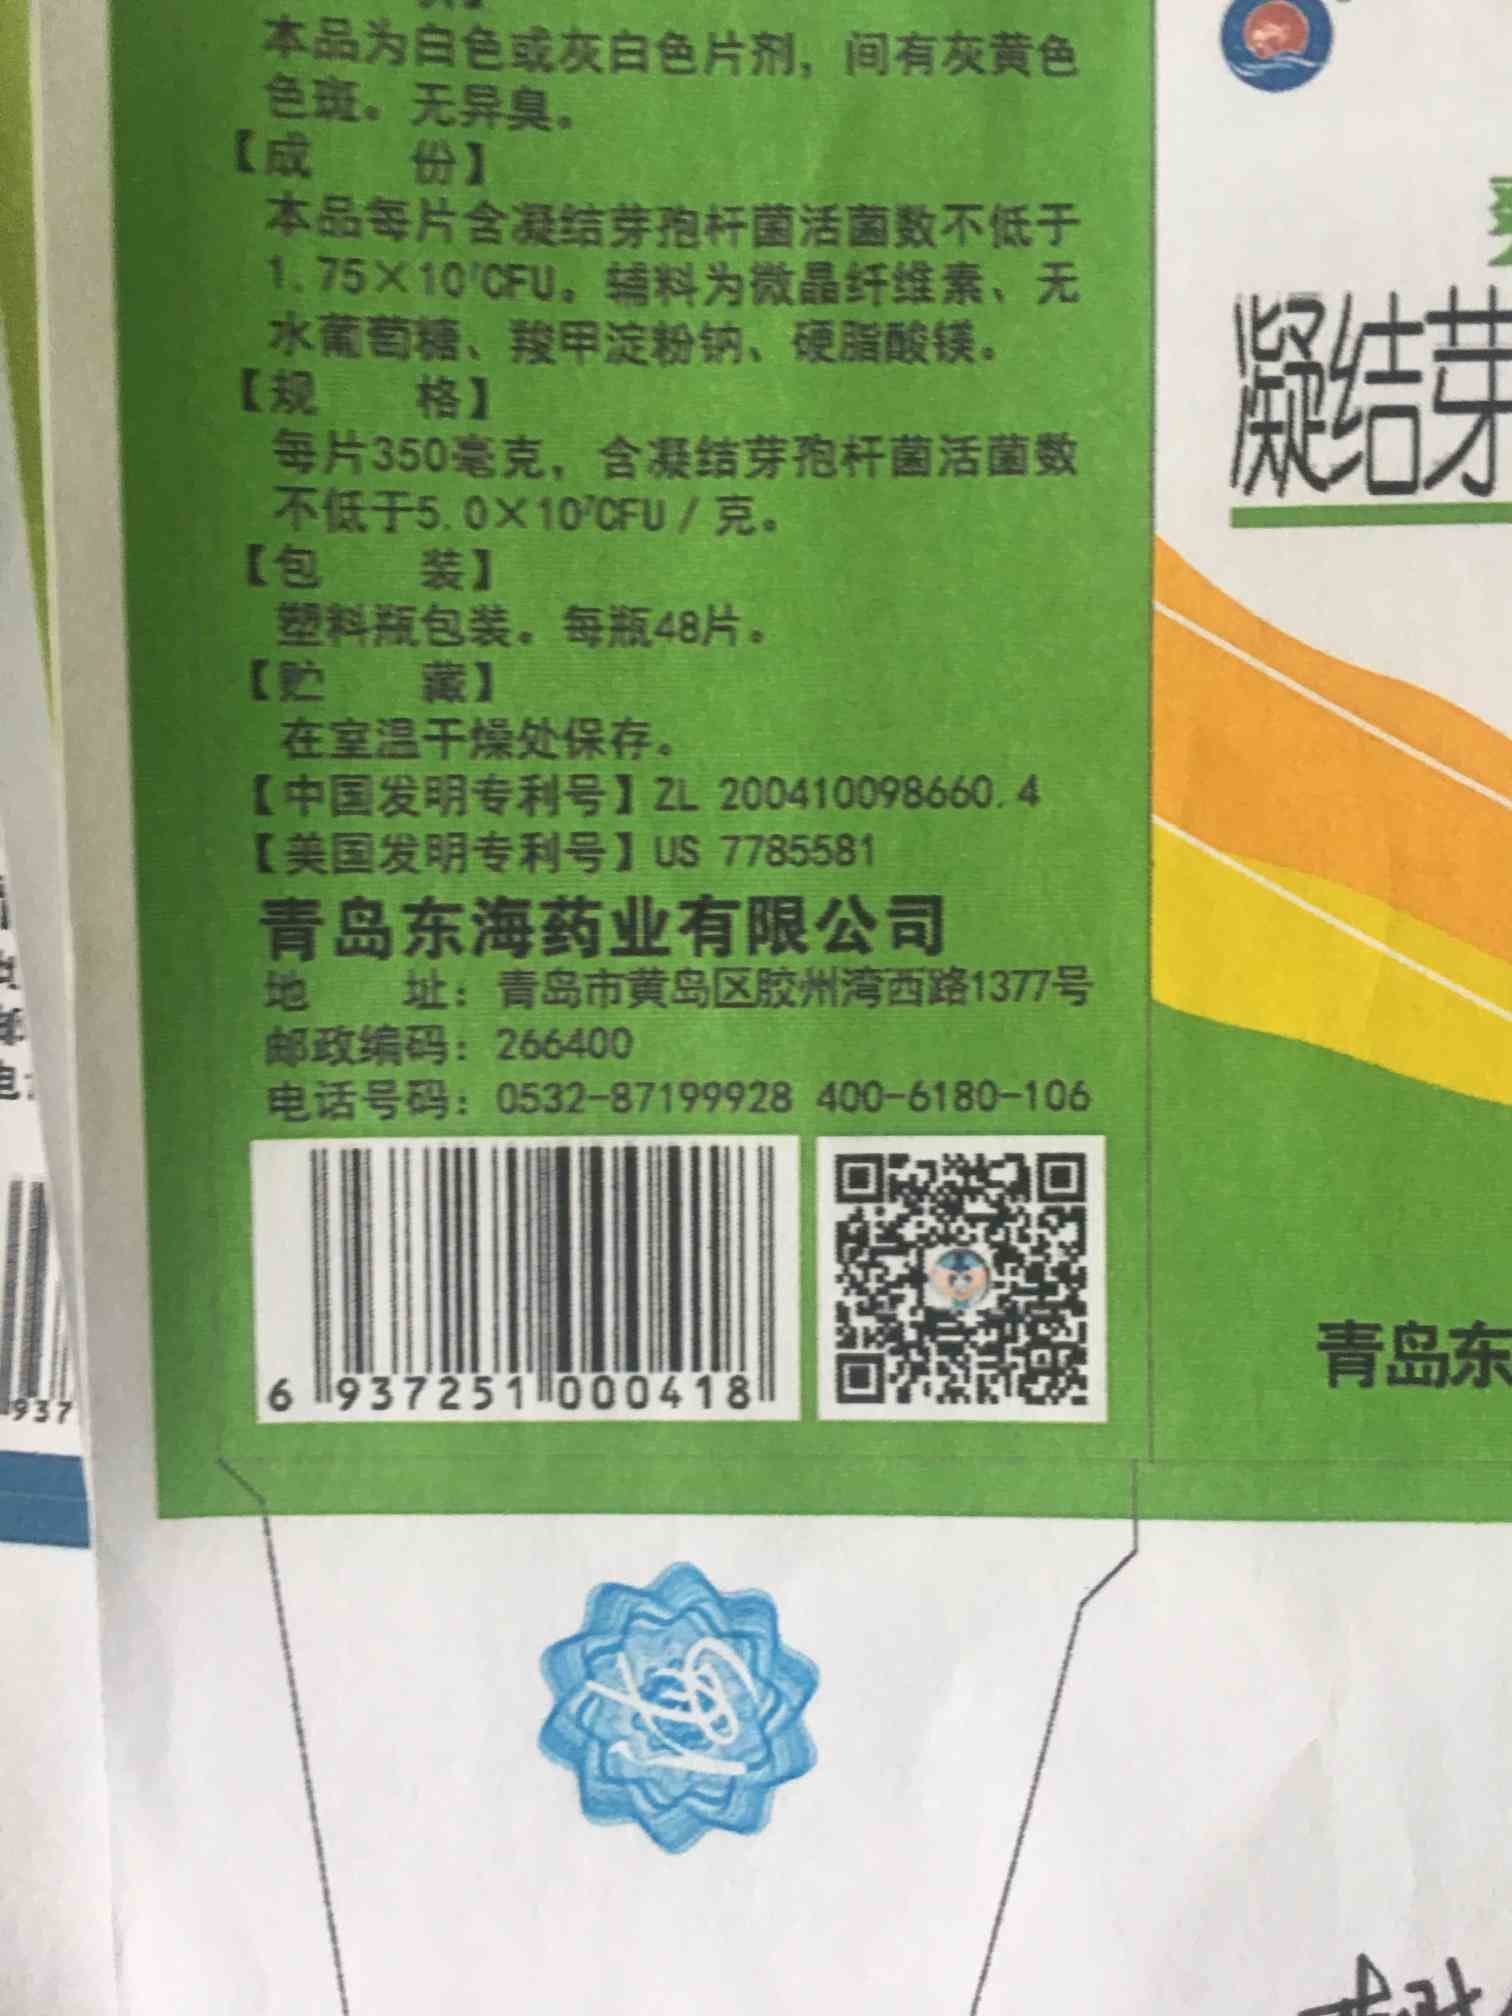 本品为白色或灰白色片剂，间有灰黄色
色斑。无异臭。
【成 份】
本品每片含凝结芽孢杆菌活菌数不低于
1.75×10⁷CFU。辅料为微晶纤维素、无
水葡萄糖、羧甲淀粉钠、硬脂酸镁。
【规 格】
每片350毫克，含凝结芽孢杆菌活菌数
不低于5.0×10⁷CFU/克。
【包 装】
塑料瓶包装。每瓶48片。
【贮 藏】
在室温干燥处保存。
【中国发明专利号】ZL 200410098660.4
【美国发明专利号】US 7785581
青岛东海药业有限公司
地 址：青岛市黄岛区胶州湾西路1377号
邮政编码：266400
电话号码：0532-87199928 400-6180-106
6 937251 000418
凝结芽
青岛东
937